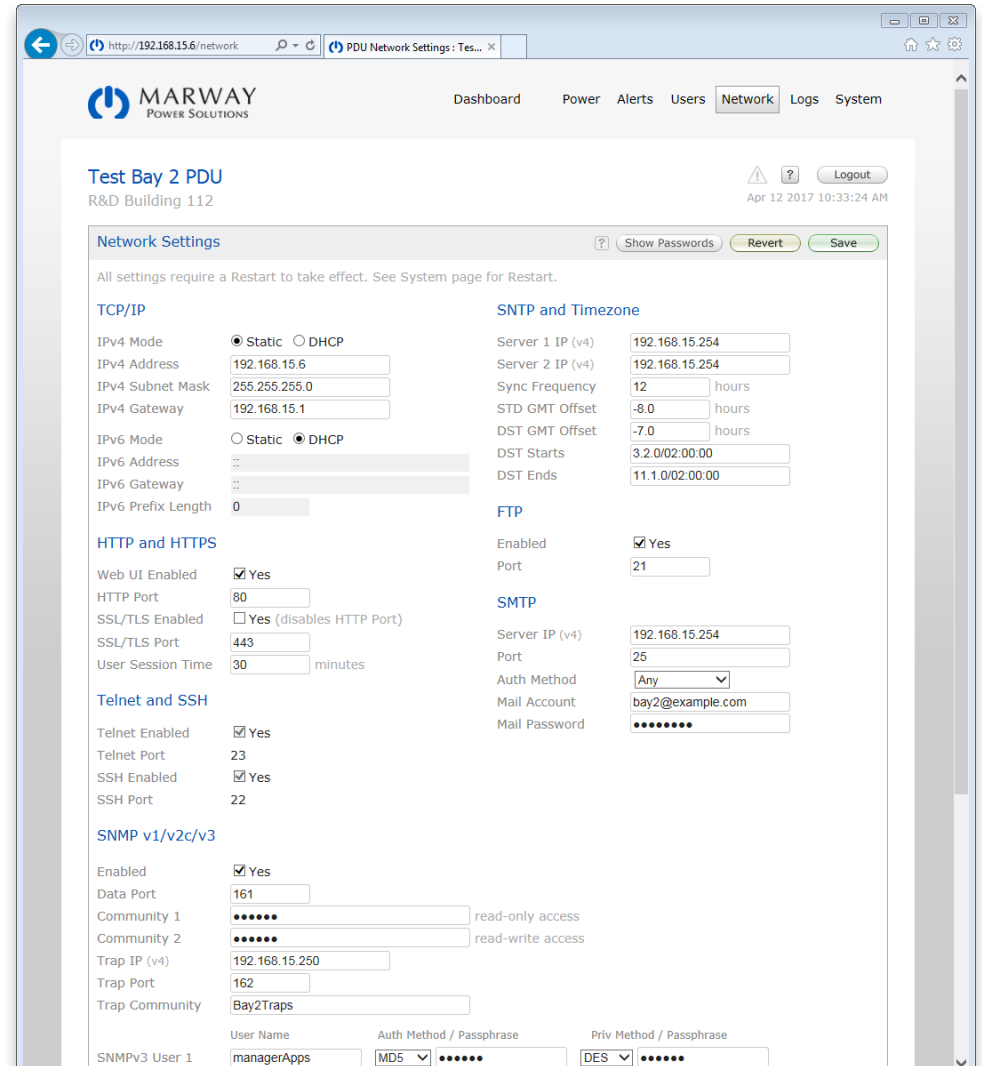 http://192.168.15.6/network
PDU Network Settings : Tes...
MARWAY
POWER SOLUTIONS
Dashboard Power Alerts Users Network Logs System
Test Bay 2 PDU
R&D Building 112
? Logout
Apr 12 2017 10:33:24 AM
Network Settings
? Show Passwords Revert Save
All settings require a Restart to take effect. See System page for Restart.
TCP/IP
IPv4 Mode Static DHCP
IPv4 Address 192.168.15.6
IPv4 Subnet Mask 255.255.255.0
IPv4 Gateway 192.168.15.1
IPv6 Mode Static DHCP
IPv6 Address ::
IPv6 Gateway ::
IPv6 Prefix Length 0
HTTP and HTTPS
Web UI Enabled Yes
HTTP Port 80
SSL/TLS Enabled Yes (disables HTTP Port)
SSL/TLS Port 443
User Session Time 30 minutes
Telnet and SSH
Telnet Enabled Yes
Telnet Port 23
SSH Enabled Yes
SSH Port 22
SNTP and Timezone
Server 1 IP (v4) 192.168.15.254
Server 2 IP (v4) 192.168.15.254
Sync Frequency 12 hours
STD GMT Offset -8.0 hours
DST GMT Offset -7.0 hours
DST Starts 3.2.0/02:00:00
DST Ends 11.1.0/02:00:00
FTP
Enabled Yes
Port 21
SMTP
Server IP (v4) 192.168.15.254
Port 25
Auth Method Any
Mail Account bay2@example.com
Mail Password ●●●●●●●●
SNMP v1/v2c/v3
Enabled Yes
Data Port 161
Community 1 ●●●●●● read-only access
Community 2 ●●●●●● read-write access
Trap IP (v4) 192.168.15.250
Trap Port 162
Trap Community Bay2Traps
User Name Auth Method / Passphrase Priv Method / Passphrase
SNMPv3 User 1 managerApps MD5 ●●●●●● DES ●●●●●●